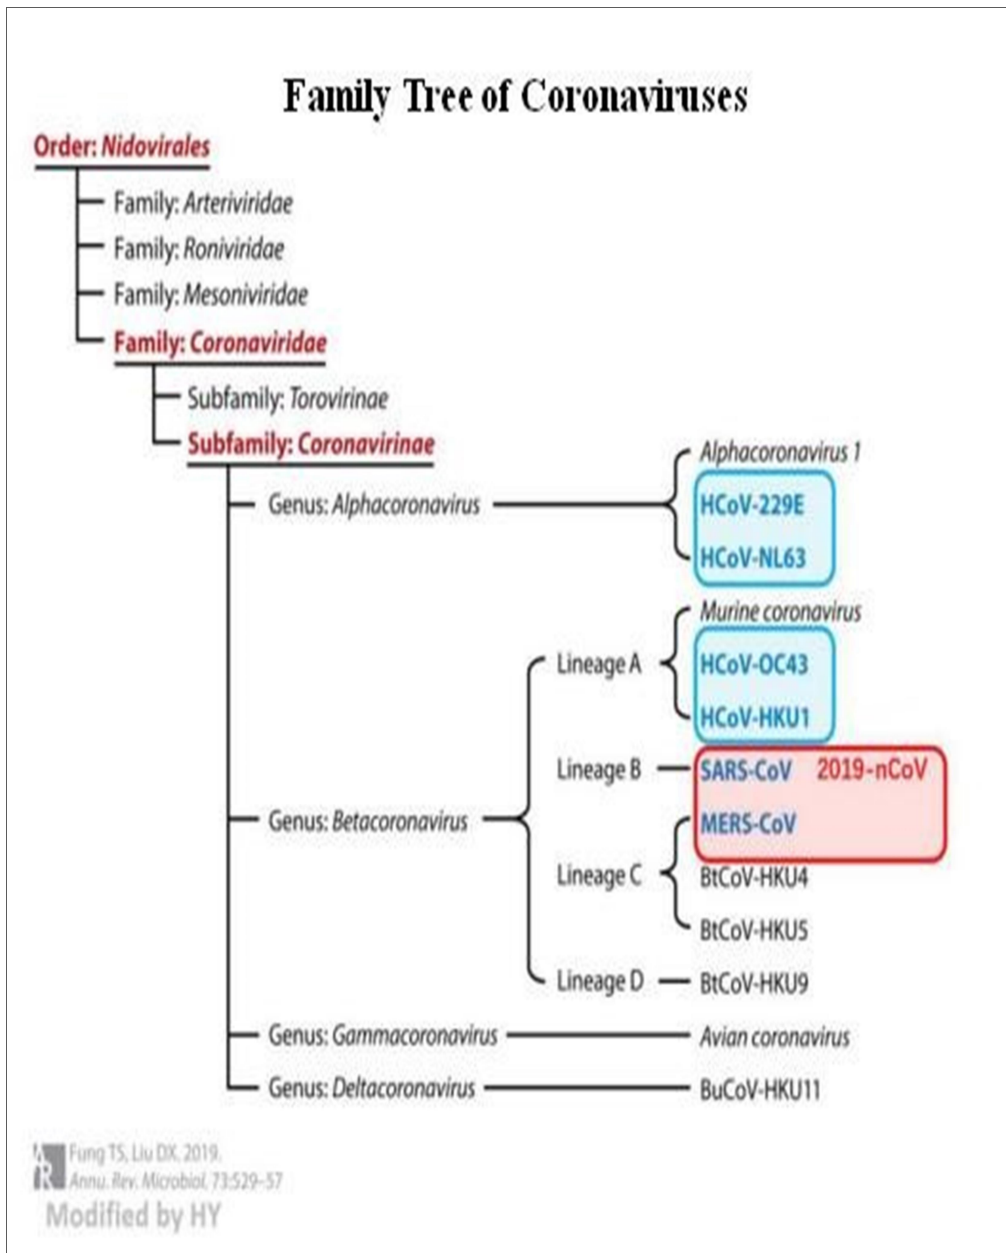 Family Tree of Coronaviruses
Order: Nidovirales
Family: Arteriviridae
Family: Roniviridae
Family: Mesoniviridae
Family: Coronaviridae
Subfamily: Torovirinae
Subfamily: Coronavirinae
Alphacoronavirus 1
Genus: Alphacoronavirus
HCoV-229E
HCoV-NL63
Murine coronavirus
Lineage A
HCoV-OC43
HCoV-HKU1
Lineage B
SARS-CoV 2019-nCoV
Genus: Betacoronavirus
MERS-CoV
Lineage C
BtCoV-HKU4
BtCoV-HKU5
Lineage D
BtCoV-HKU9
Genus: Gammacoronavirus
Avian coronavirus
Genus: Deltacoronavirus
BuCoV-HKU11
AR
Fung TS, Liu DX. 2019.
Annu. Rev. Microbiol. 73:529–57
Modified by HY